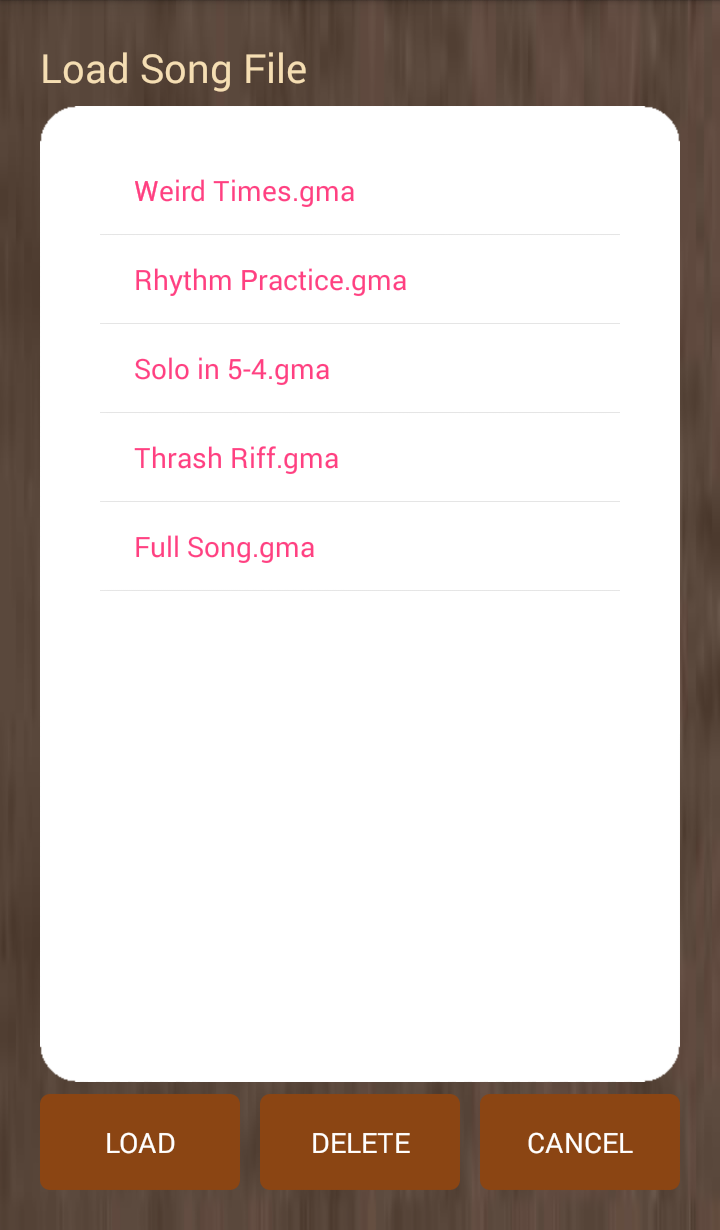 Load Song File
Weird Times.gma
Rhythm Practice.gma
Solo in 5-4.gma
Thrash Riff.gma
Full Song.gma
LOAD DELETE CANCEL